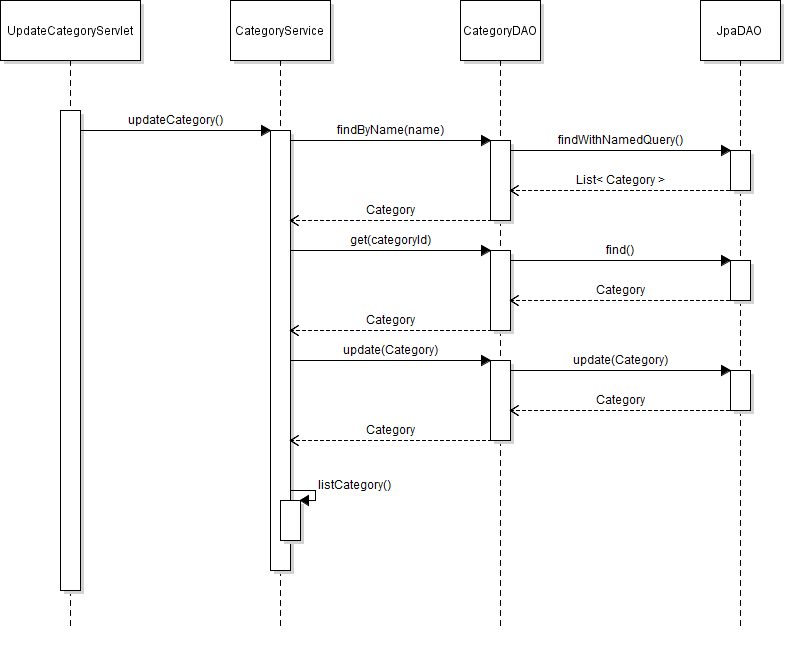 UpdateCategoryServlet
CategoryService
CategoryDAO
JpaDAO
updateCategory()
findByName(name)
findWithNamedQuery()
List< Category >
Category
get(categoryId)
find()
Category
Category
update(Category)
update(Category)
Category
Category
listCategory()